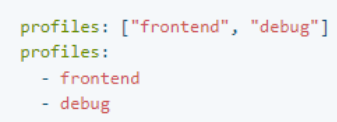 profiles: ["frontend", "debug"]
profiles:
  - frontend
  - debug